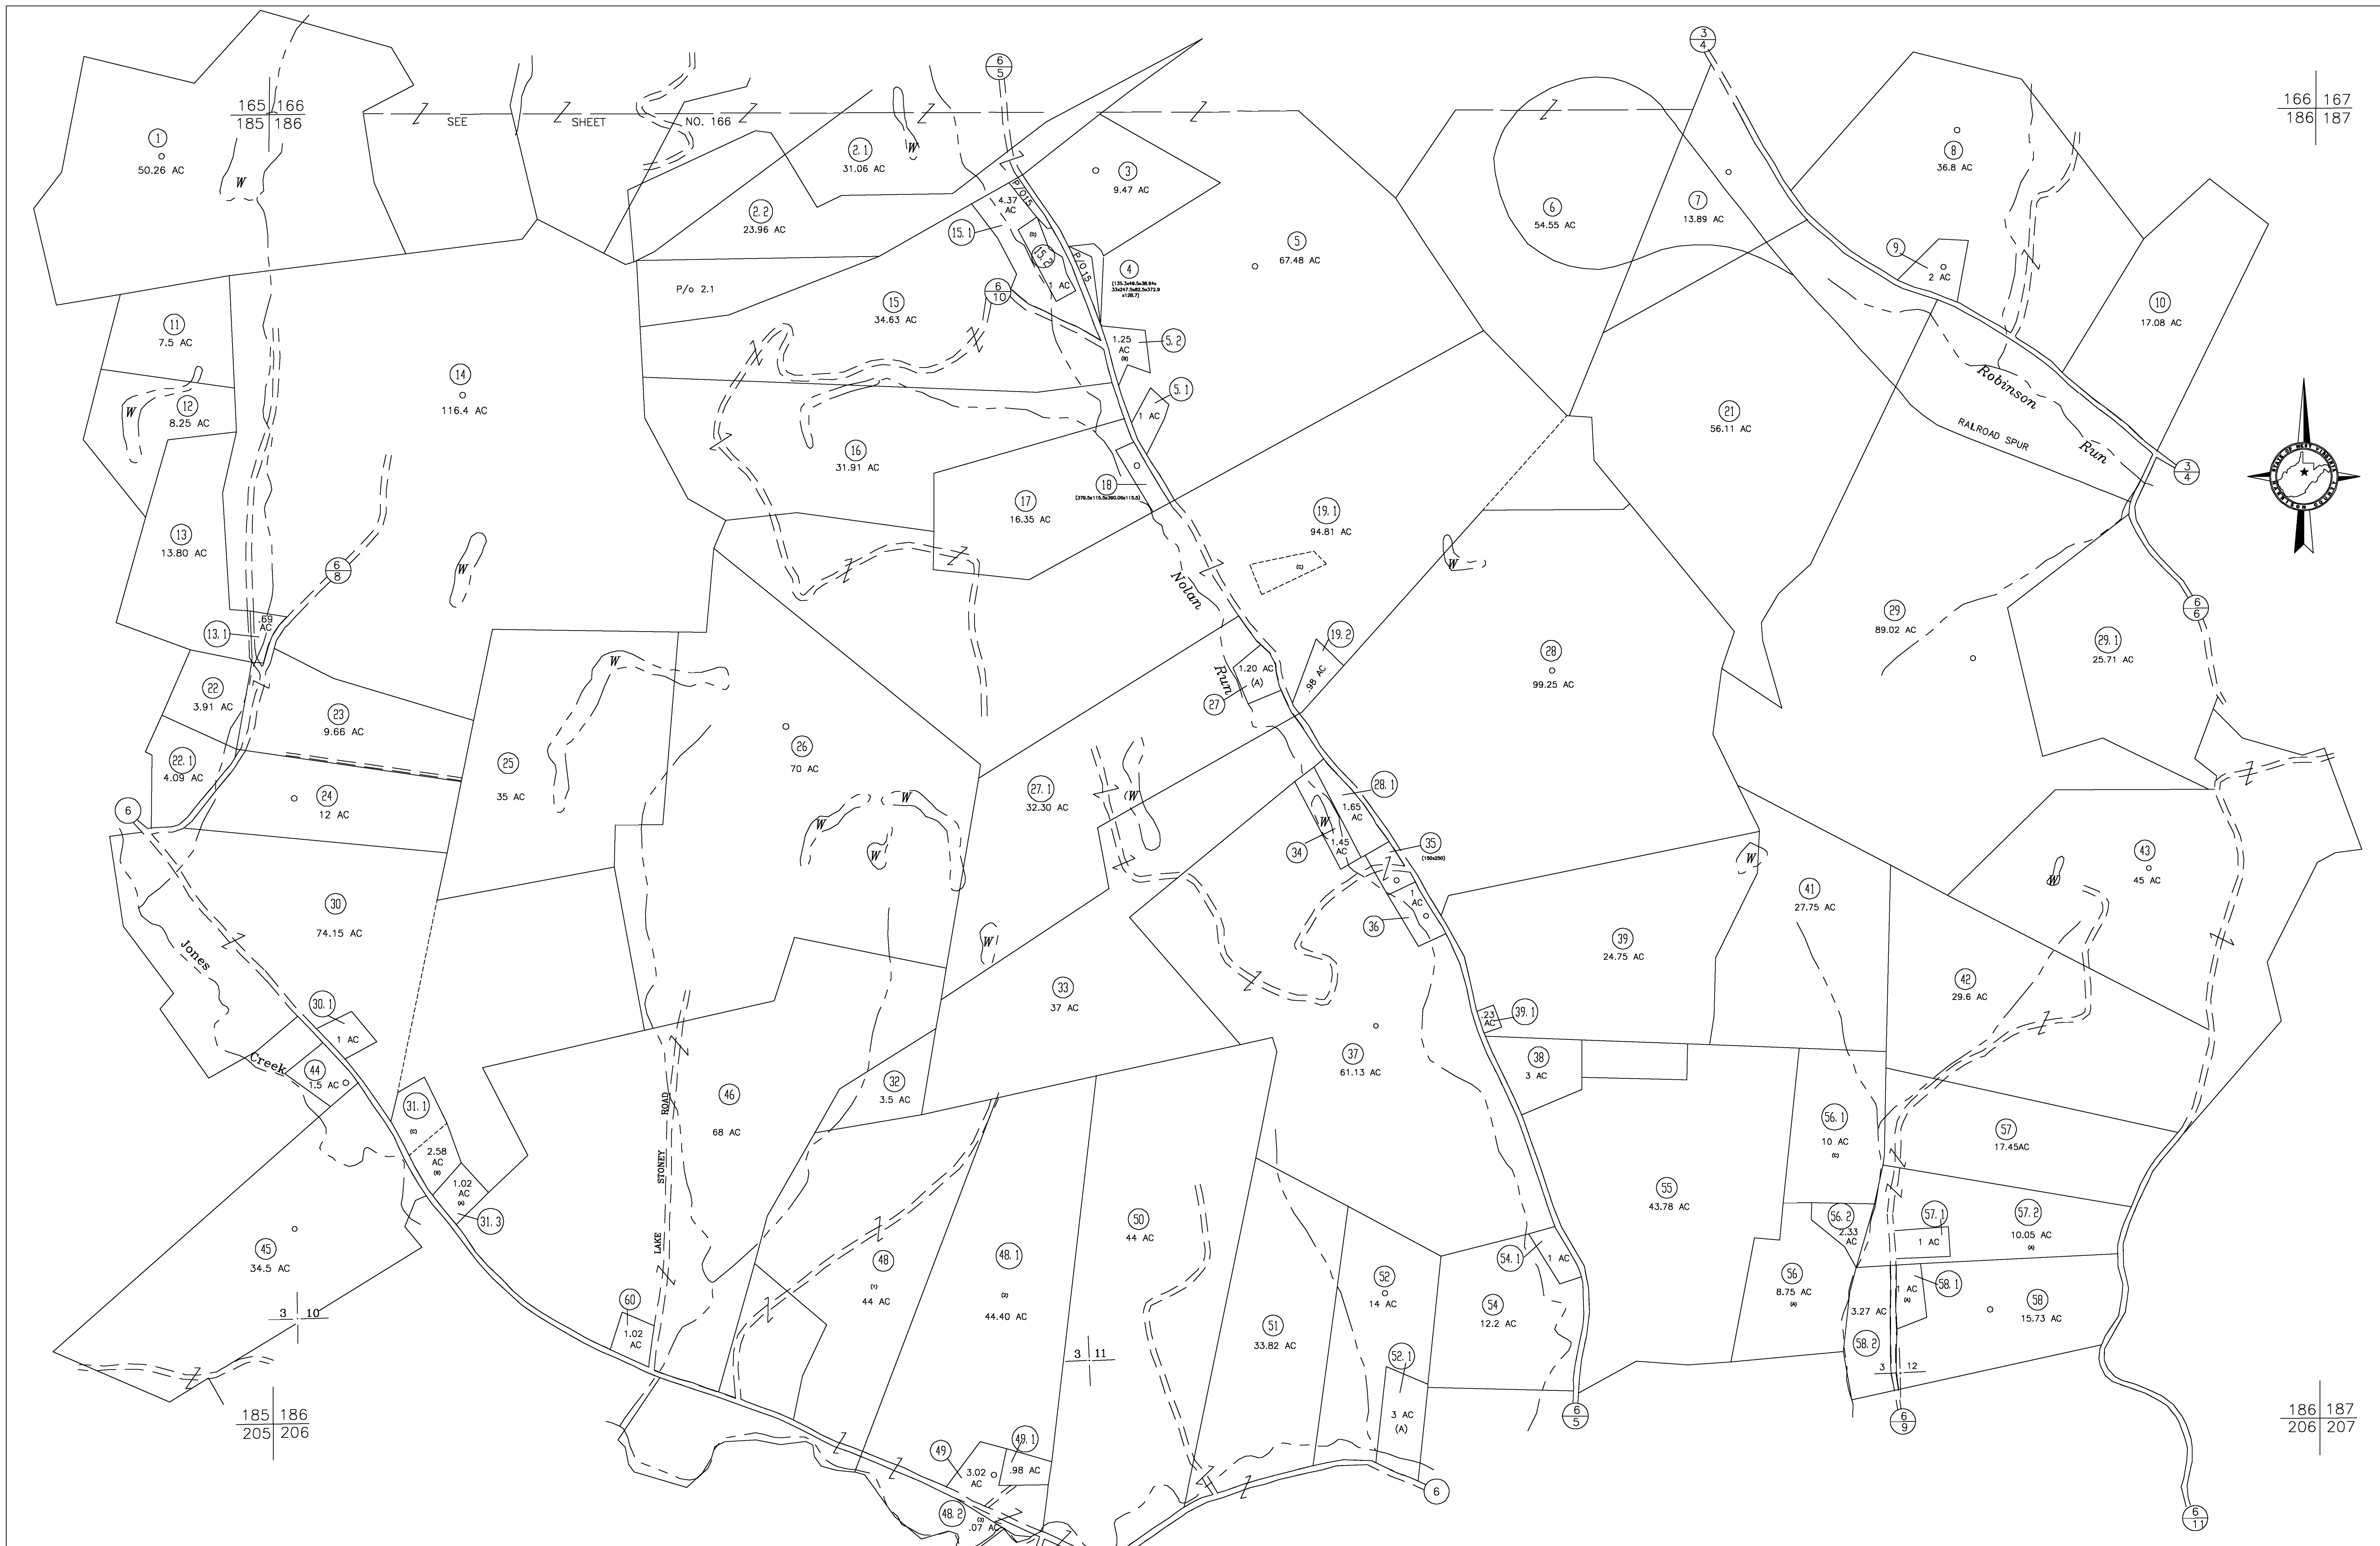 3
4
6
5
165 166
185 186
166 167
186 187
SEE SHEET NO. 166
1
50.26 AC
W
2.1
31.06 AC
W
2.2
23.96 AC
P/O15
4.37
AC
15.1
(D)
15.2
1 AC
P/O15
3
9.47 AC
4
5
67.48 AC
6
54.55 AC
7
13.89 AC
8
36.8 AC
9
2 AC
10
17.08 AC
P/o 2.1
15
34.63 AC
6
10
1.25
AC
(B)
5.2
5.1
1 AC
11
7.5 AC
12
8.25 AC
W
14
116.4 AC
13
13.80 AC
16
31.91 AC
17
16.35 AC
18
19.1
94.81 AC
(C)
21
56.11 AC
Robinson
Run
RAILROAD SPUR
3
4
STATE OF WEST VIRGINIA
6
8
W
W
Nolan
Run
13.1
.69
AC
22
3.91 AC
23
9.66 AC
22.1
4.09 AC
24
12 AC
25
35 AC
W
26
70 AC
W
W
W
27
1.20 AC
(A)
19.2
.98 AC
27.1
32.30 AC
W
28
99.25 AC
29
89.02 AC
29.1
25.71 AC
6
6
6
28.1
1.65
AC
W
34
1.45
AC
35
(150x250)
36
1
AC
30
74.15 AC
Jones
Creek
30.1
1 AC
44
1.5 AC
31.1
(C)
2.58
AC
(B)
1.02
AC
(A)
31.3
W
33
37 AC
32
3.5 AC
37
61.13 AC
38
3 AC
39
24.75 AC
39.1
.23
AC
W
41
27.75 AC
42
29.6 AC
W
43
45 AC
45
34.5 AC
3 10
46
68 AC
LAKE STONEY ROAD
48
(1)
44 AC
48.1
(2)
44.40 AC
50
44 AC
3 11
51
33.82 AC
52
14 AC
52.1
3 AC
(A)
54
12.2 AC
54.1
1 AC
55
43.78 AC
56.1
10 AC
(C)
56.2
2.33
AC
56
8.75 AC
(A)
57
17.45AC
57.1
1 AC
57.2
10.05 AC
(A)
58
15.73 AC
58.1
1 AC
(A)
3.27 AC
58.2
3 12
60
1.02
AC
49
3.02
AC
49.1
.98 AC
48.2
(3)
.07 AC
185 186
205 206
6
6
5
6
9
186 187
206 207
6
11